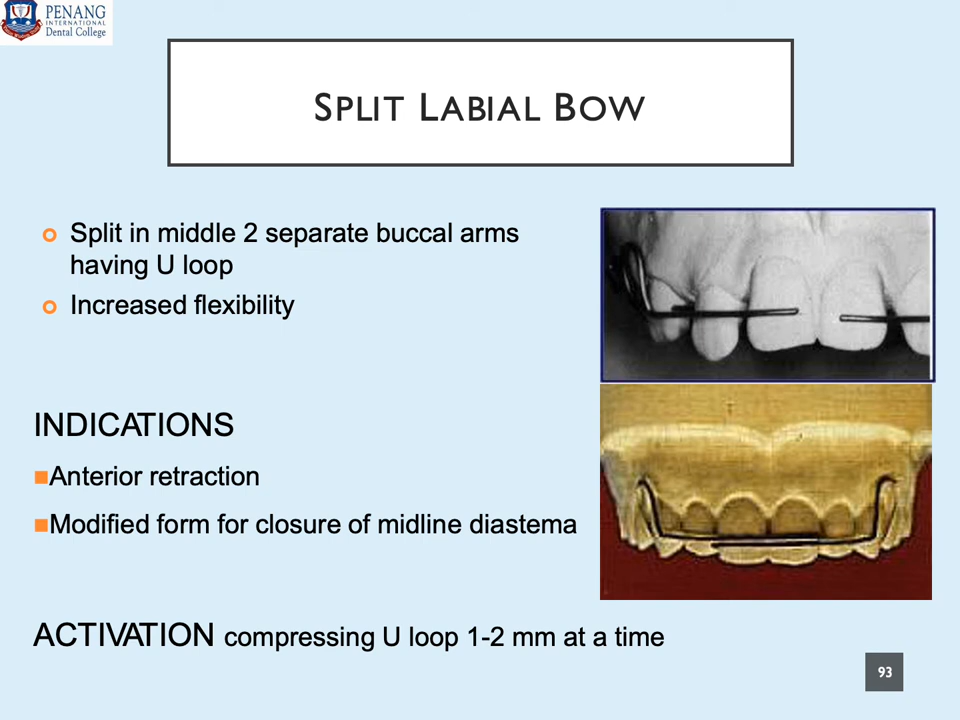 PENANG
INTERNATIONAL
Dental College
SPLIT LABIAL BOW
Split in middle 2 separate buccal arms
having U loop
Increased flexibility
INDICATIONS
Anterior retraction
Modified form for closure of midline diastema
ACTIVATION compressing U loop 1-2 mm at a time
93